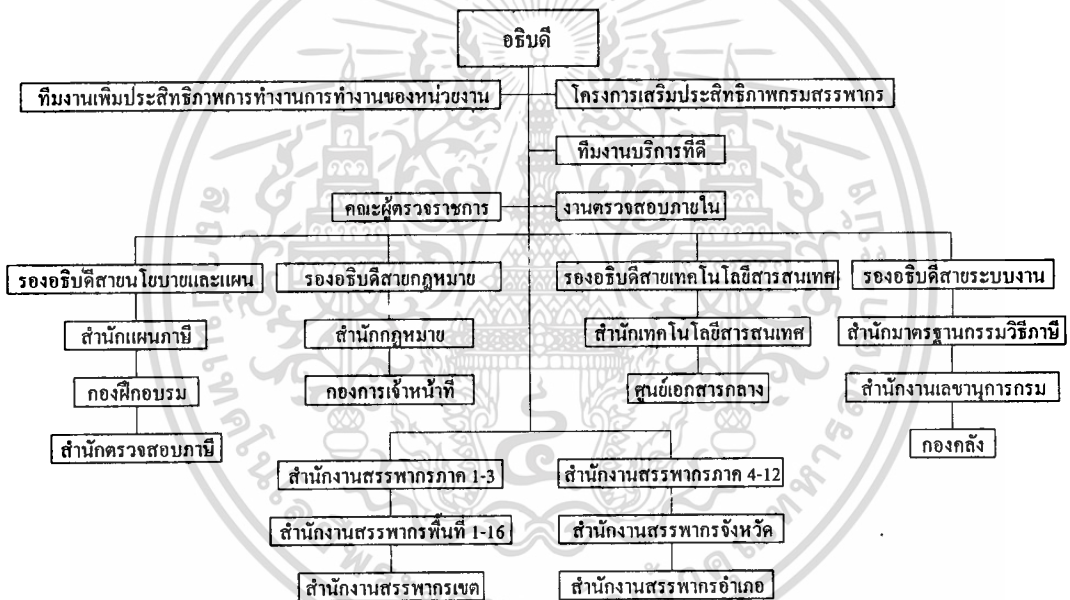 อธิบดี
ทีมงานเพิ่มประสิทธิภาพการทำงานการทำงานของหน่วยงาน
โครงการเสริมประสิทธิภาพกรมสรรพากร
ทีมงานบริการที่ดี
คณะผู้ตรวจราชการ
งานตรวจสอบภายใน
รองอธิบดีสายนโยบายและแผน
รองอธิบดีสายกฎหมาย
รองอธิบดีสายเทคโนโลยีสารสนเทศ
รองอธิบดีสายระบบงาน
สำนักแผนภาษี
สำนักกฎหมาย
สำนักเทคโนโลยีสารสนเทศ
สำนักมาตรฐานกรรมวิธีภาษี
กองฝึกอบรม
กองการเจ้าหน้าที่
ศูนย์เอกสารกลาง
สำนักงานเลขานุการกรม
สำนักตรวจสอบภาษี
กองคลัง
สำนักงานสรรพากรภาค 1-3
สำนักงานสรรพากรภาค 4-12
สำนักงานสรรพากรพื้นที่ 1-16
สำนักงานสรรพากรจังหวัด
สำนักงานสรรพากรเขต
สำนักงานสรรพากรอำเภอ